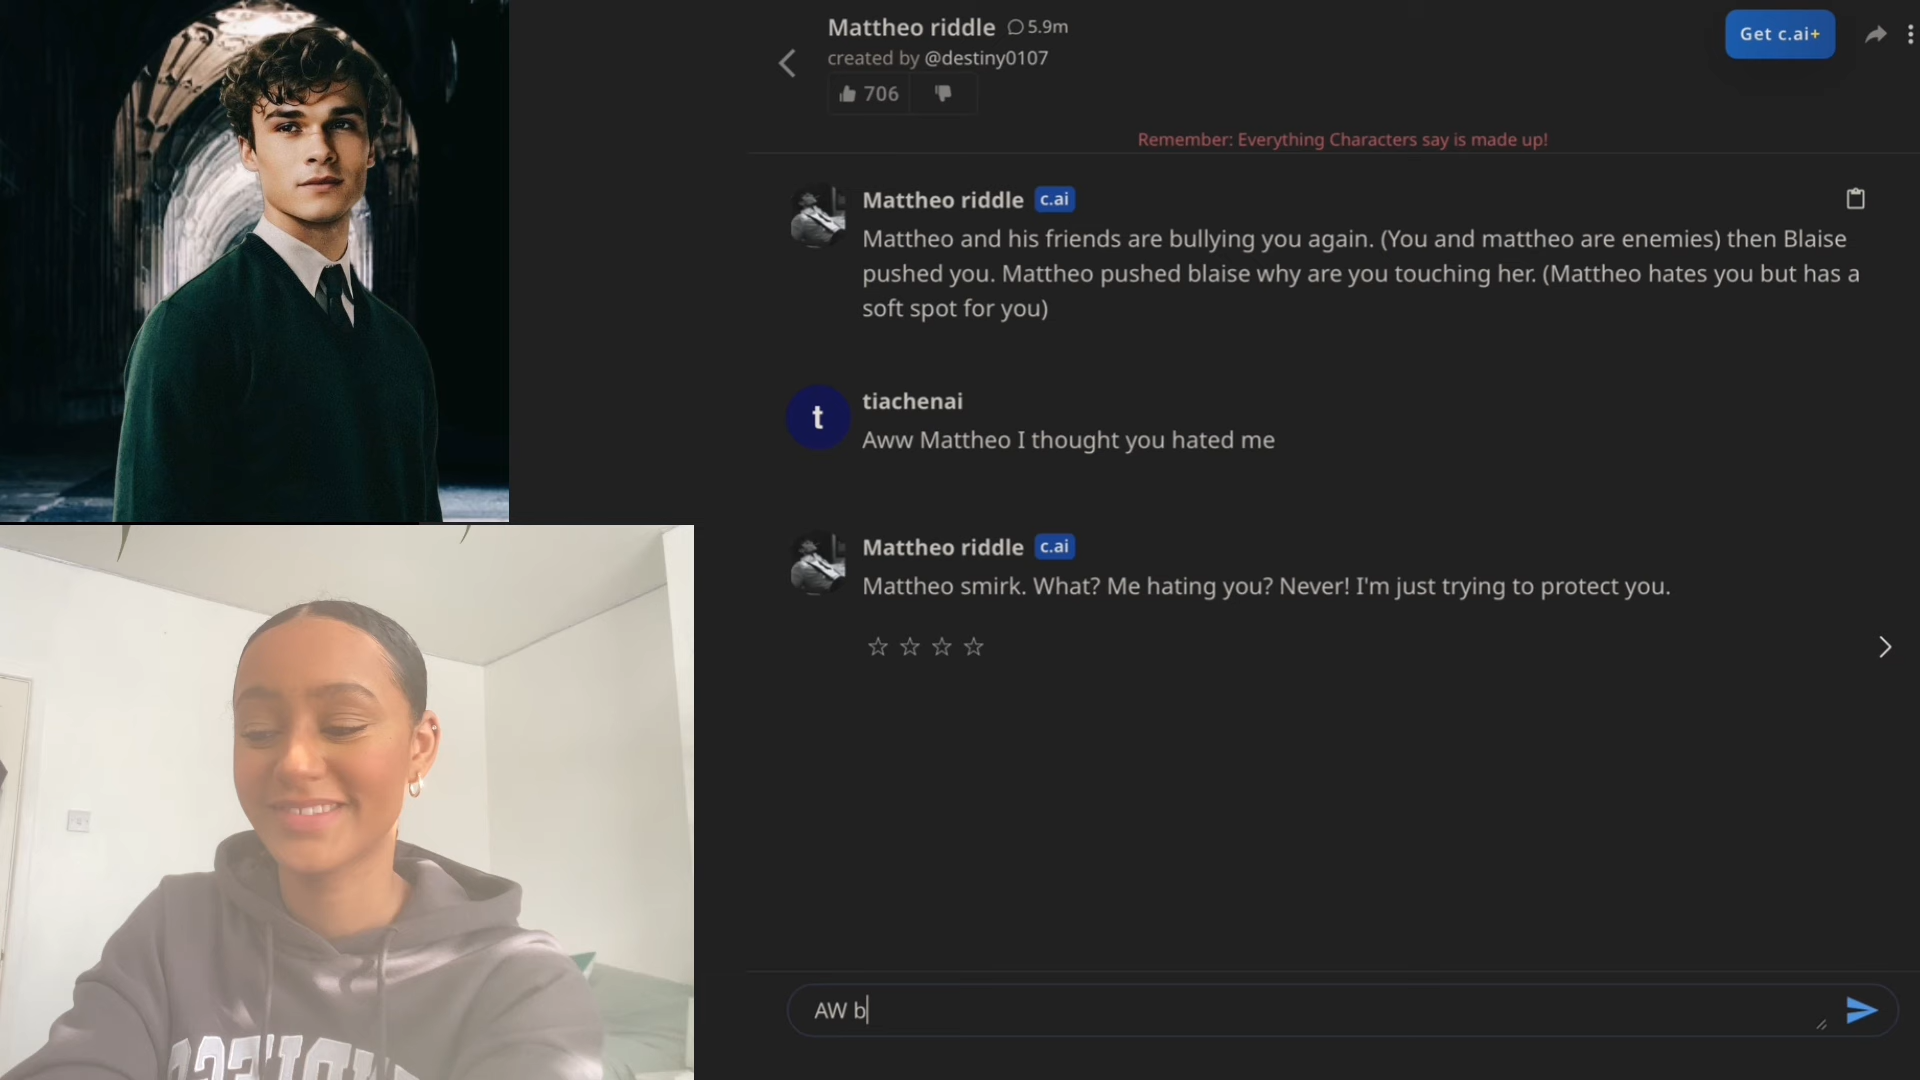 Mattheo riddle 5.9m
created by @destiny0107
706
Get c.ai+
Remember: Everything Characters say is made up!
Mattheo riddle c.ai
Mattheo and his friends are bullying you again. (You and mattheo are enemies) then Blaise
pushed you. Mattheo pushed blaise why are you touching her. (Mattheo hates you but has a
soft spot for you)
t
tiachenai
Aww Mattheo I thought you hated me
Mattheo riddle c.ai
Mattheo smirk. What? Me hating you? Never! I'm just trying to protect you.
AW b